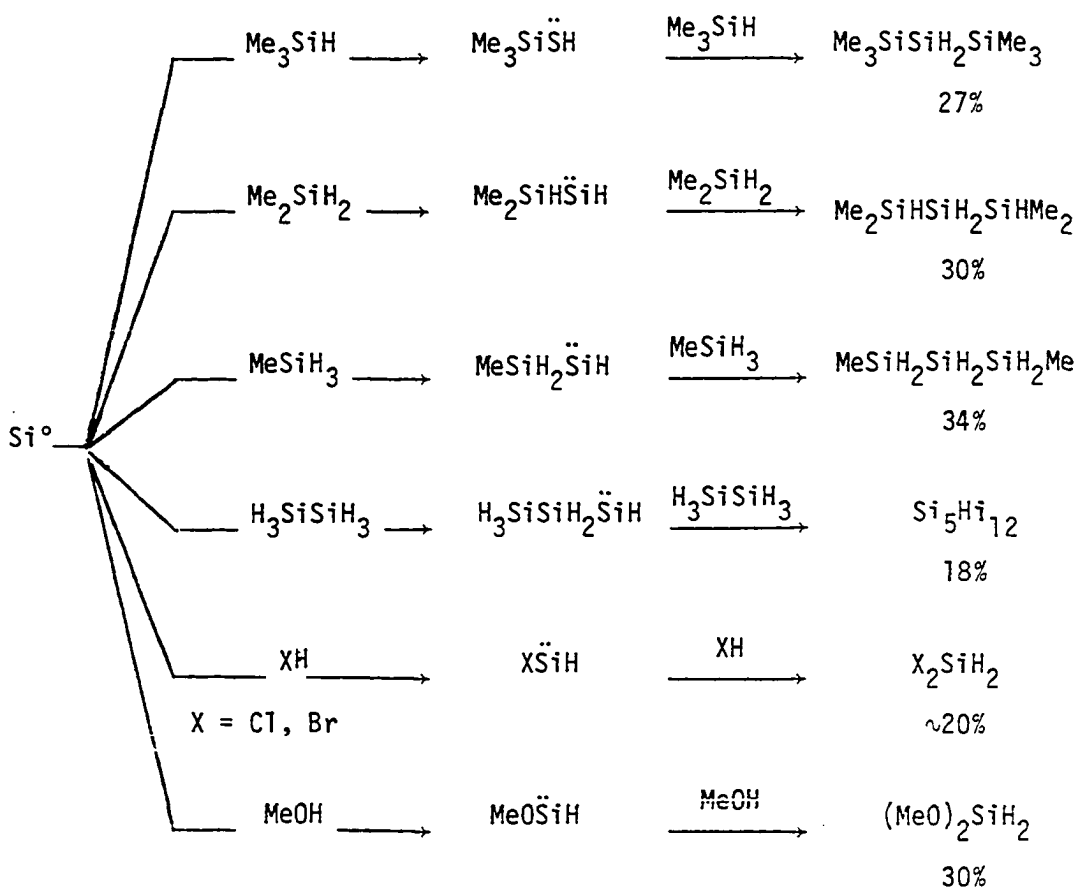 Me₃SiH Me₃SiS̈H Me₃SiH Me₃SiSiH₂SiMe₃
27%
Me₂SiH₂ Me₂SiHS̈iH Me₂SiH₂ Me₂SiHSiH₂SiHMe₂
30%
MeSiH₃ MeSiH₂S̈iH MeSiH₃ MeSiH₂SiH₂SiH₂Me
34%
Si°
H₃SiSiH₃ H₃SiSiH₂S̈iH H₃SiSiH₃ Si₅Hi₁₂
18%
XH XS̈iH XH X₂SiH₂
X = Cl, Br ~20%
MeOH MeOS̈iH MeOH (MeO)₂SiH₂
30%